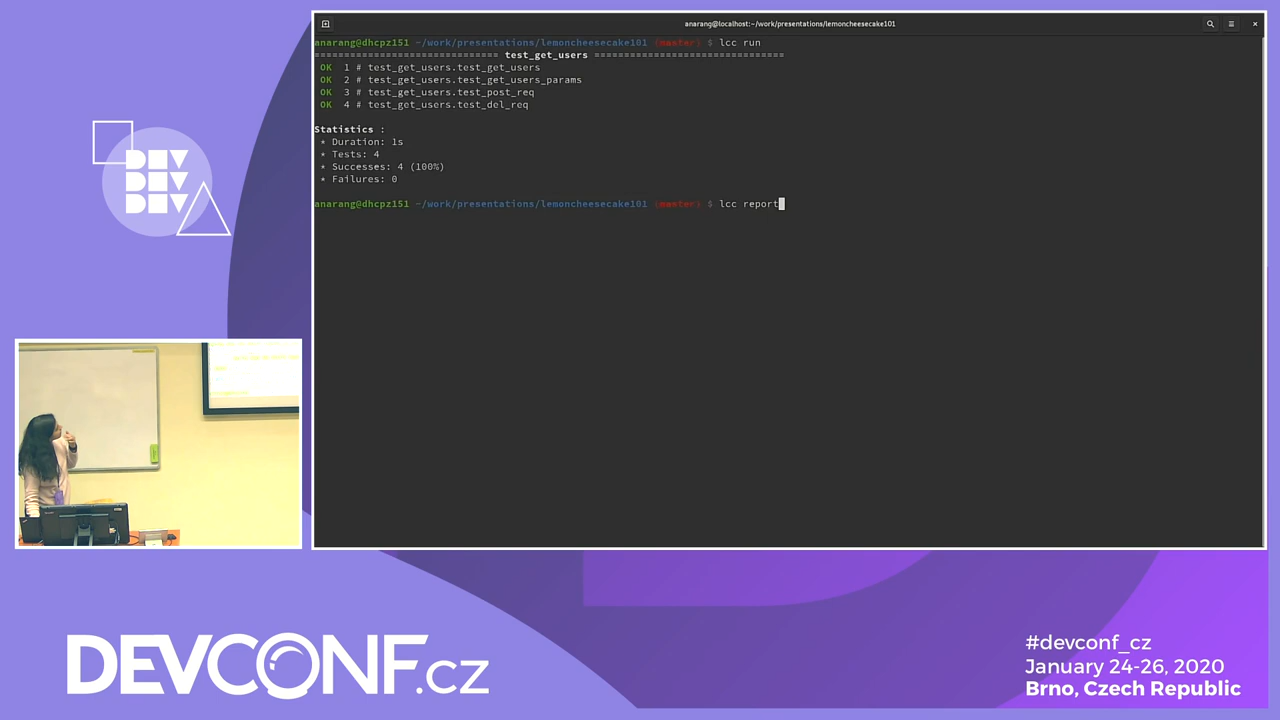 anarang@localhost:~/work/presentations/lemoncheesecake101
anarang@dhcpz151 ~/work/presentations/lemoncheesecake101 (master) $ lcc run
=============================== test_get_users ================================
OK 1 # test_get_users.test_get_users
OK 2 # test_get_users.test_get_users_params
OK 3 # test_get_users.test_post_req
OK 4 # test_get_users.test_del_req
Statistics :
* Duration: 1s
* Tests: 4
* Successes: 4 (100%)
* Failures: 0
anarang@dhcpz151 ~/work/presentations/lemoncheesecake101 (master) $ lcc report
DEV
DEV
DEV
DEVCONF.cz
#devconf_cz
January 24-26, 2020
Brno, Czech Republic